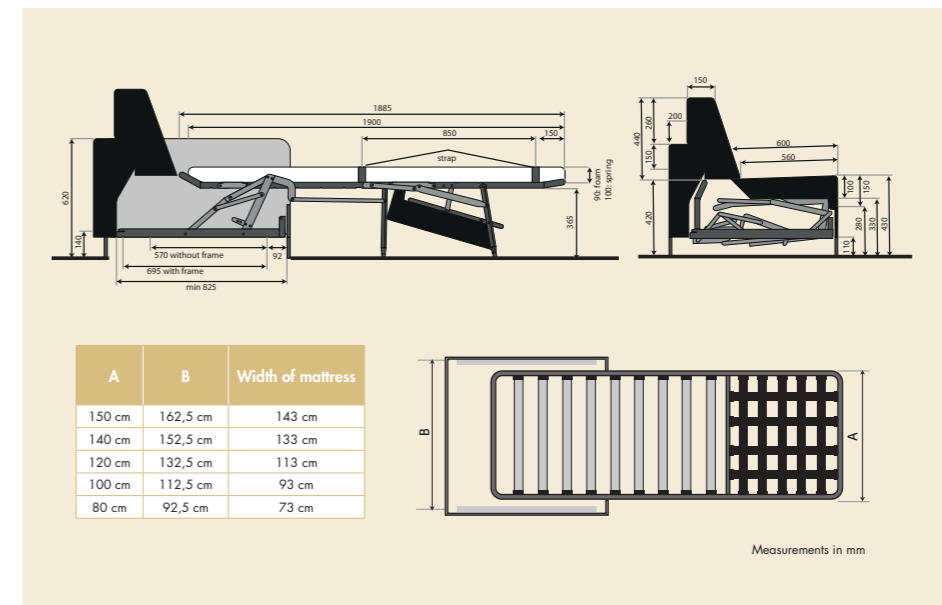 1885
1900
850
150
strap
90: foam
100: spring
620
140
365
570 without frame
92
695 with frame
min 825
150
440
260
200
150
420
600
560
100
150
280
330
430
110
A B Width of mattress
150 cm 162,5 cm 143 cm
140 cm 152,5 cm 133 cm
120 cm 132,5 cm 113 cm
100 cm 112,5 cm 93 cm
80 cm 92,5 cm 73 cm
B
A
Measurements in mm